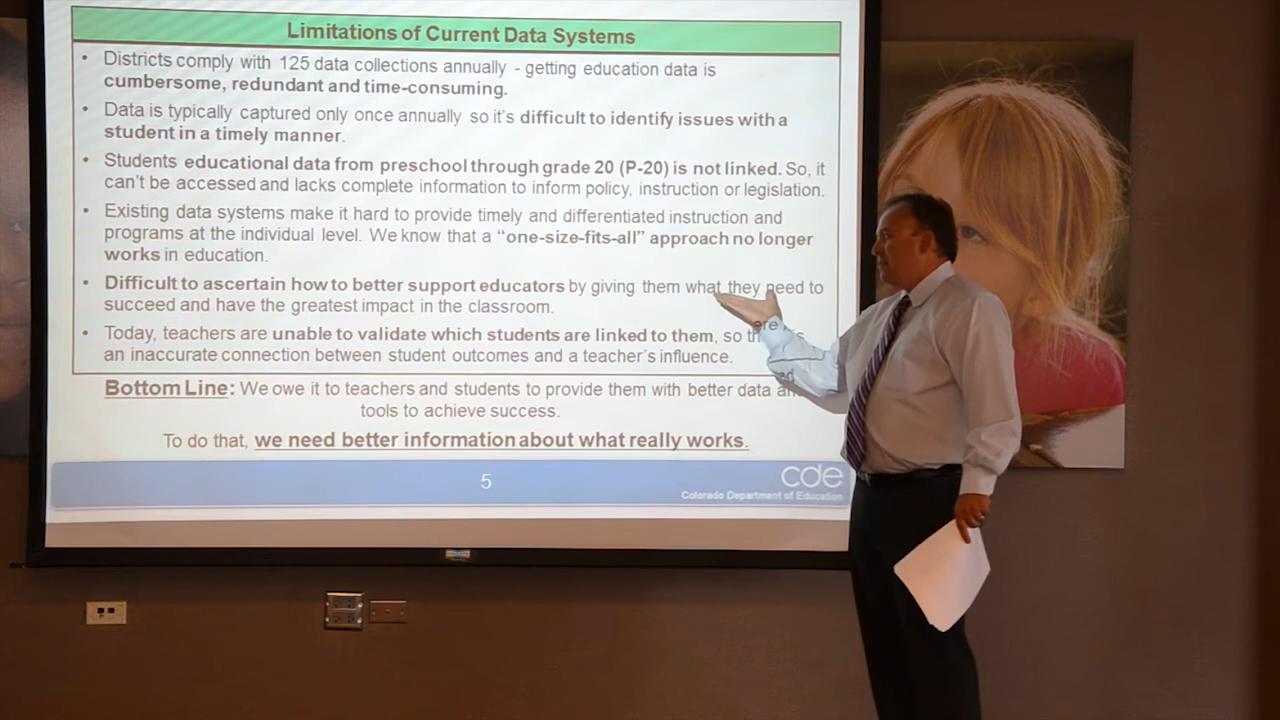 Limitations of Current Data Systems
• Districts comply with 125 data collections annually - getting education data is
cumbersome, redundant and time-consuming.
• Data is typically captured only once annually so it's difficult to identify issues with a
student in a timely manner.
• Students educational data from preschool through grade 20 (P-20) is not linked. So, it
can't be accessed and lacks complete information to inform policy, instruction or legislation.
• Existing data systems make it hard to provide timely and differentiated instruction and
programs at the individual level. We know that a “one-size-fits-all” approach no longer
works in education.
• Difficult to ascertain how to better support educators by giving them what they need to
succeed and have the greatest impact in the classroom.
• Today, teachers are unable to validate which students are linked to them, so
an inaccurate connection between student outcomes and a teacher's influence.
Bottom Line: We owe it to teachers and students to provide them with better data
tools to achieve success.
To do that, we need better information about what really works.
5
cde
Colorado Department of Education